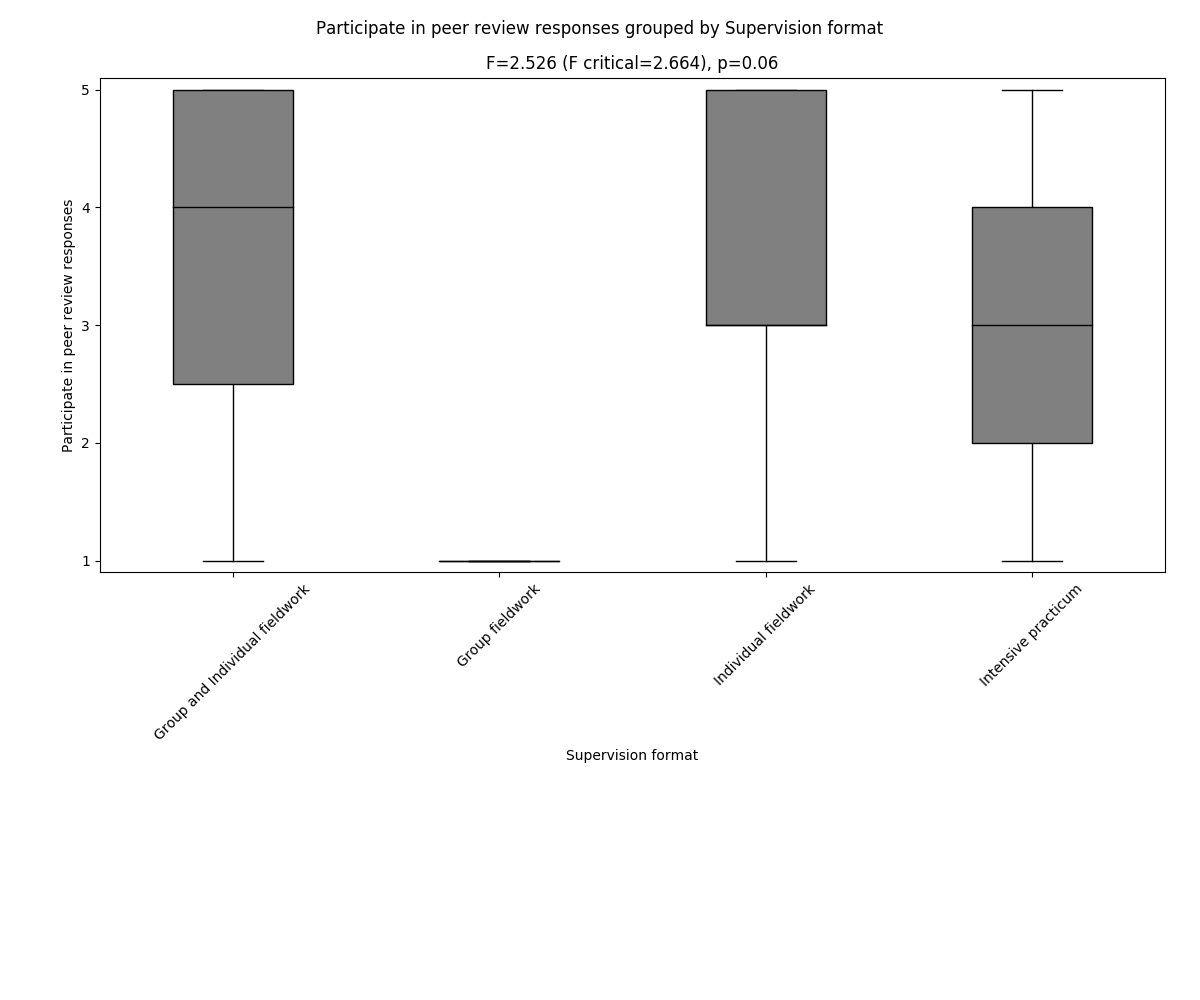 Participate in peer review responses grouped by Supervision format
F=2.526 (F critical=2.664), p=0.06
Participate in peer review responses
5
4
3
2
1
Group and Individual fieldwork
Group fieldwork
Individual fieldwork
Intensive practicum
Supervision format